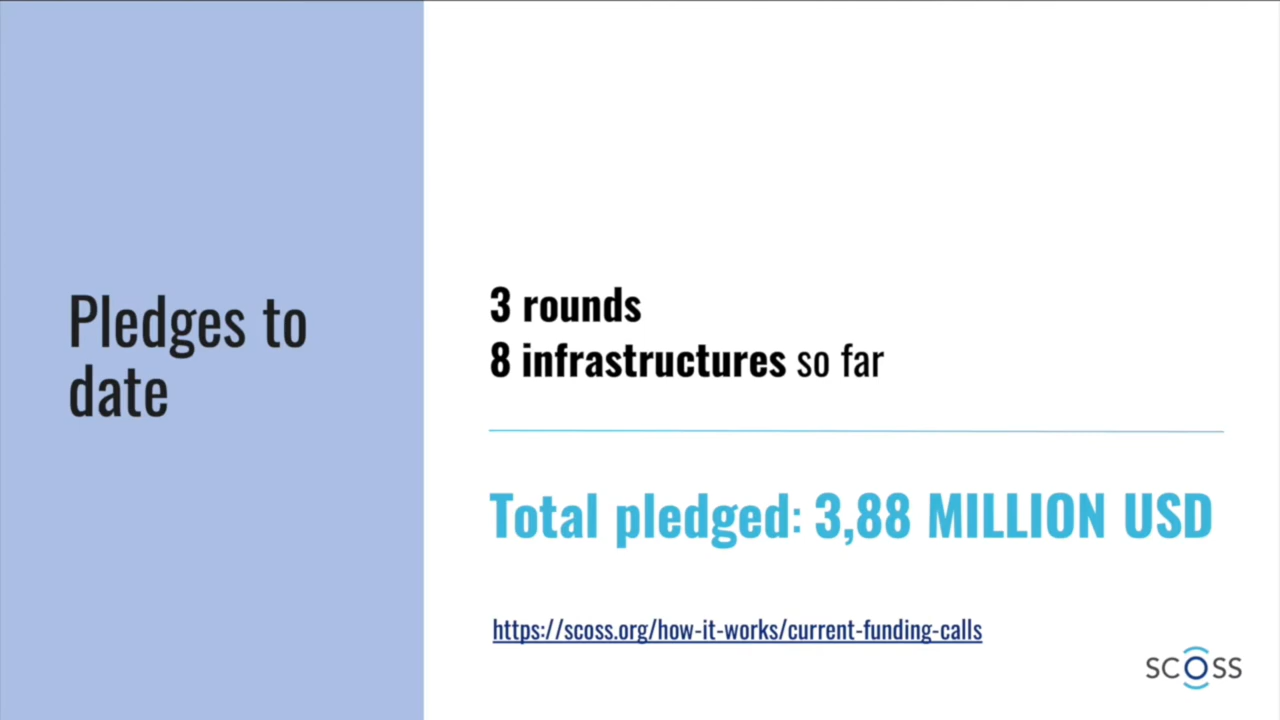 Pledges to
date
3 rounds
8 infrastructures so far
Total pledged: 3,88 MILLION USD
https://scoss.org/how-it-works/current-funding-calls
SCOSS